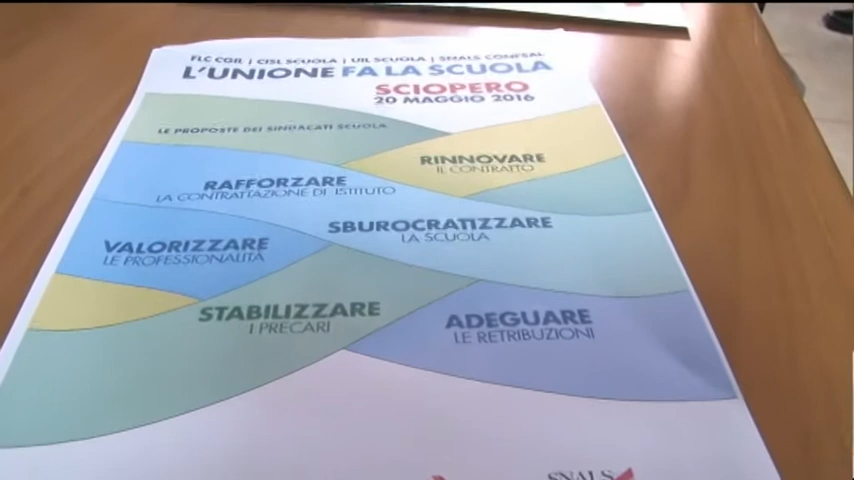 FLC CGIL | CISL SCUOLA | UIL SCUOLA | SNALS CONFSAL
L'UNIONE FA LA SCUOLA
SCIOPERO
20 MAGGIO 2016
LE PROPOSTE DEI SINDACATI SCUOLA
RINNOVARE
IL CONTRATTO
RAFFORZARE
LA CONTRATTAZIONE DI ISTITUTO
SBUROCRATIZZARE
LA SCUOLA
VALORIZZARE
LE PROFESSIONALITÀ
STABILIZZARE
I PRECARI
ADEGUARE
LE RETRIBUZIONI
SNALS